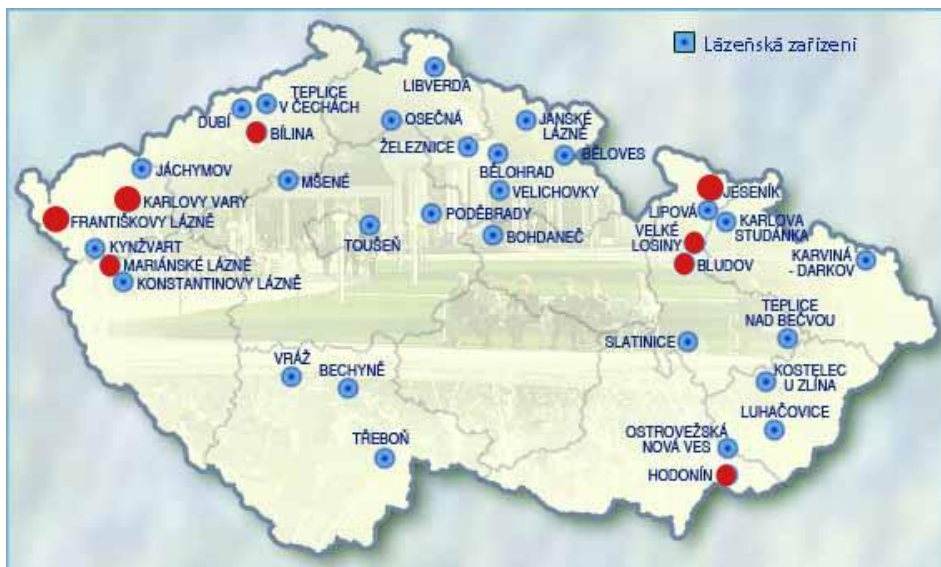 Lázeňská zařízení
LIBVERDA
TEPLICE
V ČECHÁCH
DUBÍ
BÍLINA
OSEČNÁ
JANSKÉ
LÁZNĚ
ŽELEZNICE
BĚLOVES
BĚLOHRAD
JÁCHYMOV
MŠENÉ
VELICHOVKY
KARLOVY VARY
FRANTIŠKOVY LÁZNĚ
PODĚBRADY
TOUŠEŇ
BOHDANEČ
JESENÍK
LIPOVÁ
KARLOVA
STUDÁNKA
VELKÉ
LOSINY
BLUDOV
KYNŽVART
MARIÁNSKÉ LÁZNĚ
KONSTANTINOVY LÁZNĚ
KARVINÁ
- DARKOV
TEPLICE
NAD BEČVOU
SLATINICE
VRÁŽ
BECHYNĚ
KOSTELEC
U ZLÍNA
LUHAČOVICE
TŘEBOŇ
OSTROVEŽSKÁ
NOVÁ VES
HODONÍN